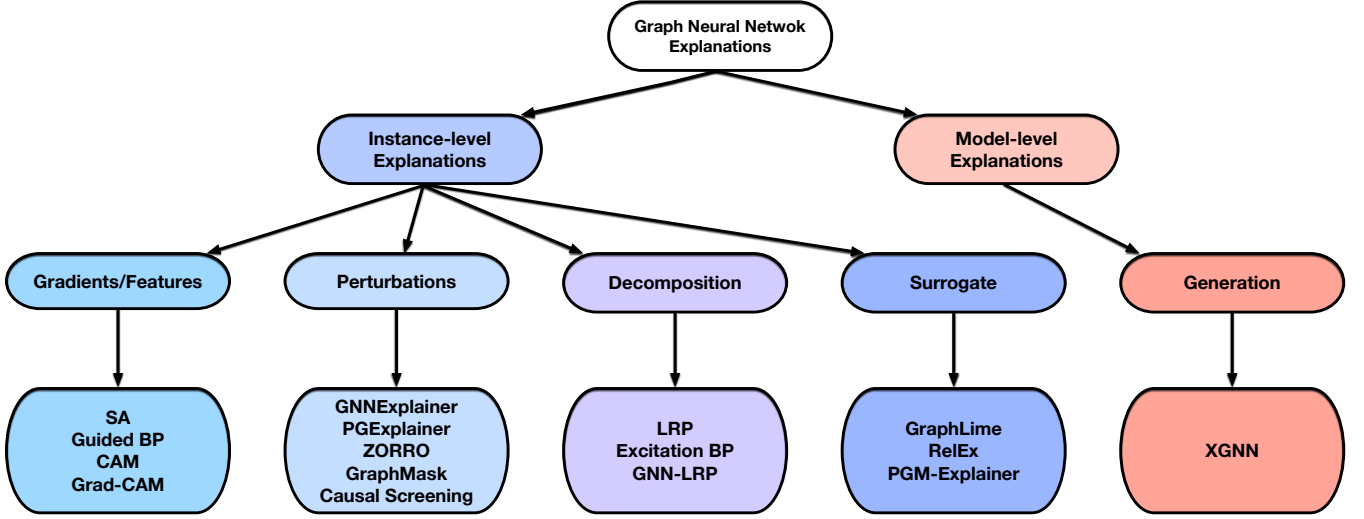 Graph Neural Netwok
Explanations
Instance-level
Explanations
Model-level
Explanations
Gradients/Features
Perturbations
Decomposition
Surrogate
Generation
SA
Guided BP
CAM
Grad-CAM
GNNExplainer
PGExplainer
ZORRO
GraphMask
Causal Screening
LRP
Excitation BP
GNN-LRP
GraphLime
RelEx
PGM-Explainer
XGNN